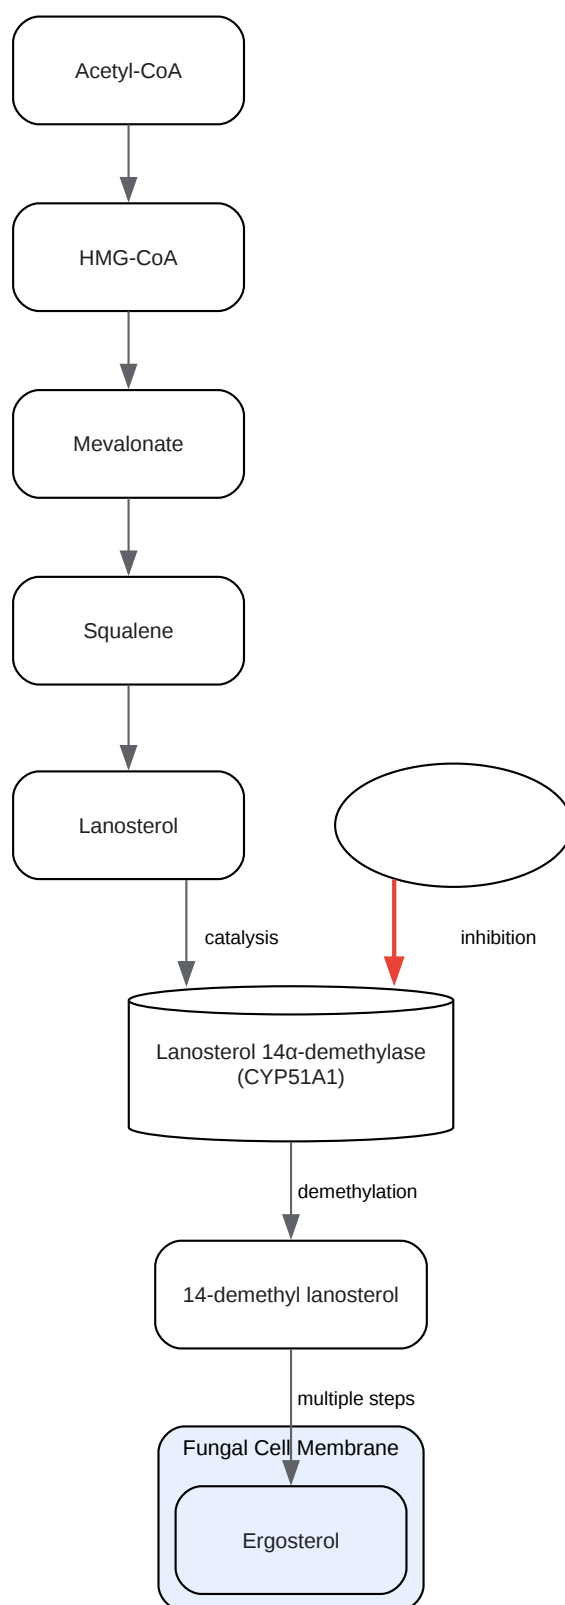 Acetyl-CoA
HMG-CoA
Mevalonate
Squalene
Lanosterol
catalysis
inhibition
Lanosterol 14α-demethylase
(CYP51A1)
demethylation
14-demethyl lanosterol
multiple steps
Fungal Cell Membrane
Ergosterol